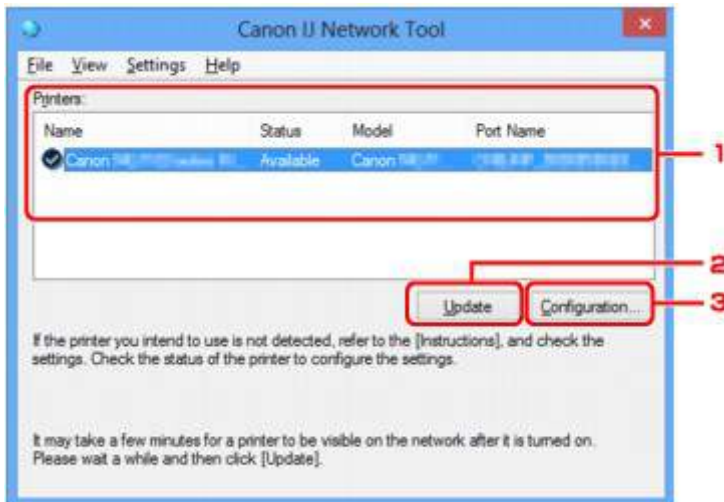 Canon IJ Network Tool
File View Settings Help
Printers:
Name Status Model Port Name
Canon Available Canon
1
2
Update Configuration...
3
If the printer you intend to use is not detected, refer to the [Instructions], and check the
settings. Check the status of the printer to configure the settings.
It may take a few minutes for a printer to be visible on the network after it is turned on.
Please wait a while and then click [Update].